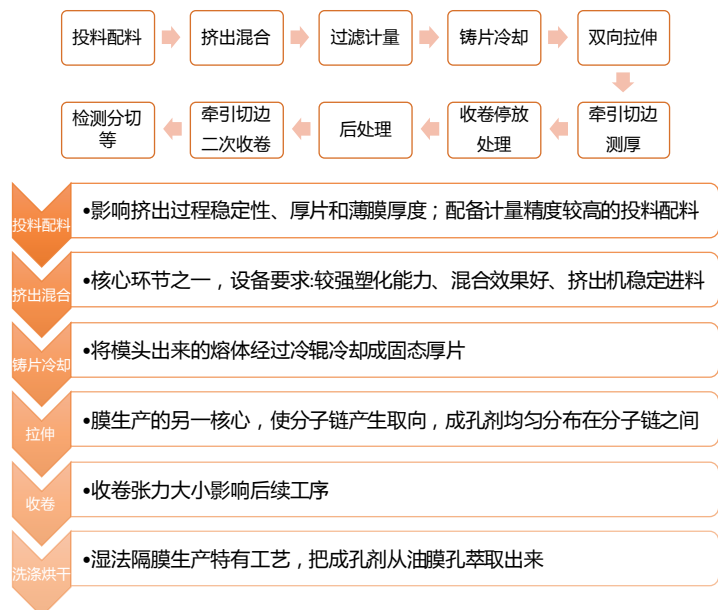 投料配料
挤出混合
过滤计量
铸片冷却
双向拉伸
检测分切
等
牵引切边
二次收卷
后处理
收卷停放
处理
牵引切边
测厚
投料配料
•影响挤出过程稳定性、厚片和薄膜厚度；配备计量精度较高的投料配料
挤出混合
•核心环节之一，设备要求:较强塑化能力、混合效果好、挤出机稳定进料
铸片冷却
•将模头出来的熔体经过冷辊冷却成固态厚片
拉伸
•膜生产的另一核心，使分子链产生取向，成孔剂均匀分布在分子链之间
收卷
•收卷张力大小影响后续工序
洗涤烘干
•湿法隔膜生产特有工艺，把成孔剂从油膜孔萃取出来